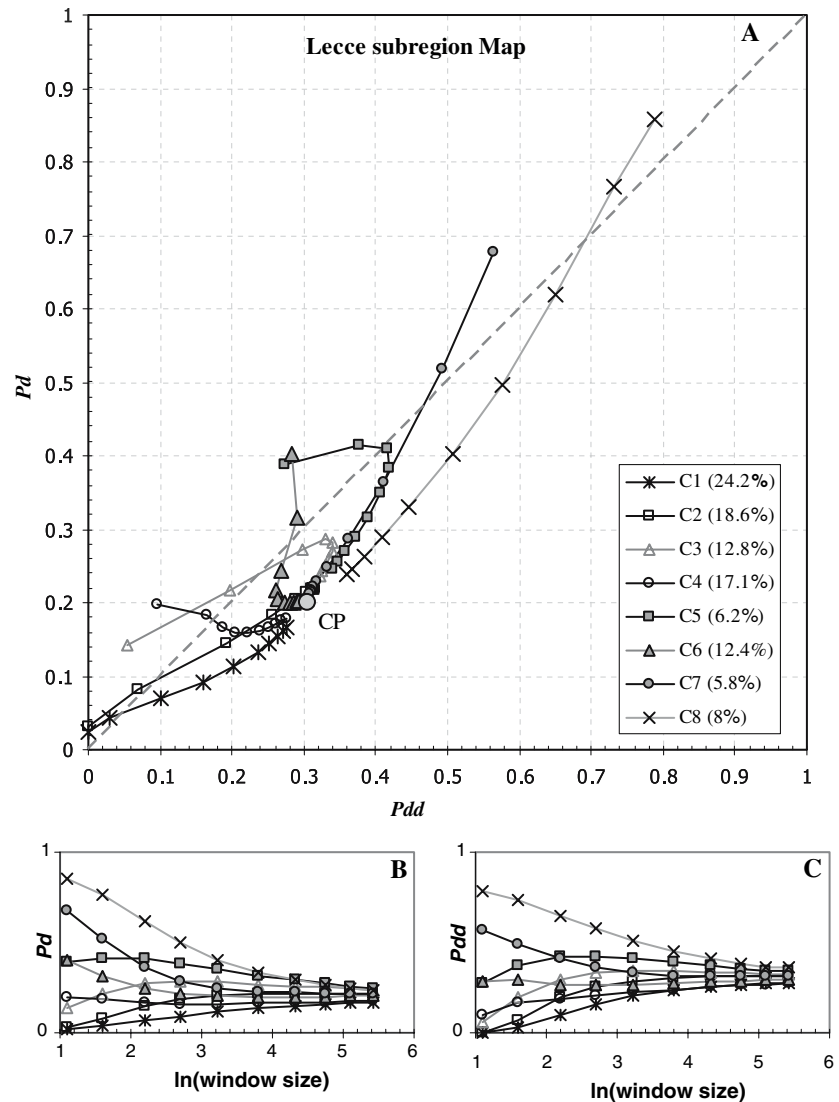 Lecce subregion Map
A
1
0.9
0.8
0.7
0.6
0.5
0.4
0.3
0.2
0.1
0
Pd
CP
C1 (24.2%)
C2 (18.6%)
C3 (12.8%)
C4 (17.1%)
C5 (6.2%)
C6 (12.4%)
C7 (5.8%)
C8 (8%)
0 0.1 0.2 0.3 0.4 0.5 0.6 0.7 0.8 0.9 1
Pdd
B
1
Pd
0
1 2 3 4 5 6
ln(window size)
C
1
Pdd
0
1 2 3 4 5 6
ln(window size)